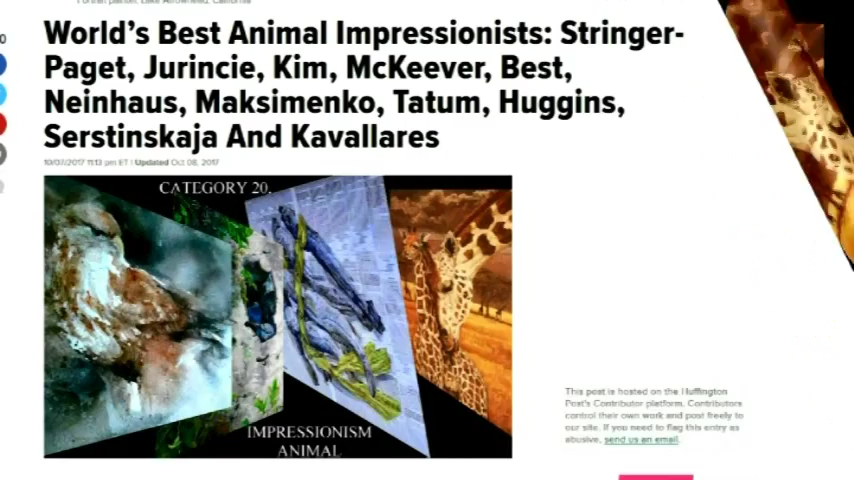 World's Best Animal Impressionists: Stringer-
Paget, Jurincie, Kim, McKeever, Best,
Neinhaus, Maksimenko, Tatum, Huggins,
Serstinskaja And Kavallares
10/07/2017 11:13 pm ET | Updated Oct 08, 2017
CATEGORY 20.
IMPRESSIONISM
ANIMAL
This post is hosted on the Huffington
Post's Contributor platform. Contributors
control their own work and post freely to
our site. If you need to flag this entry as
abusive, send us an email.